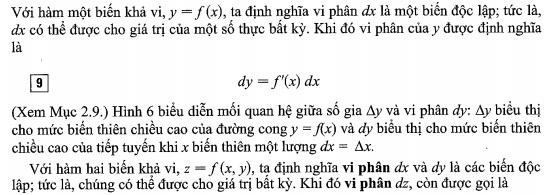 Với hàm một biến khả vi, y = f(x), ta định nghĩa vi phân dx là một biến độc lập; tức là,
dx có thể được cho giá trị của một số thực bất kỳ. Khi đó vi phân của y được định nghĩa
là
9 dy = f'(x) dx
(Xem Mục 2.9.) Hình 6 biểu diễn mối quan hệ giữa số gia Δy và vi phân dy: Δy biểu thị
cho mức biến thiên chiều cao của đường cong y = f(x) và dy biểu thị cho mức biến thiên
chiều cao của tiếp tuyến khi x biến thiên một lượng dx = Δx.
Với hàm hai biến khả vi, z = f(x, y), ta định nghĩa vi phân dx và dy là các biến độc
lập; tức là, chúng có thể được cho giá trị bất kỳ. Khi đó vi phân dz, còn được gọi là